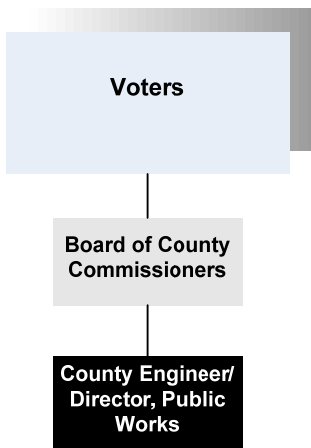 Voters
Board of County
Commissioners
County Engineer/
Director, Public
Works